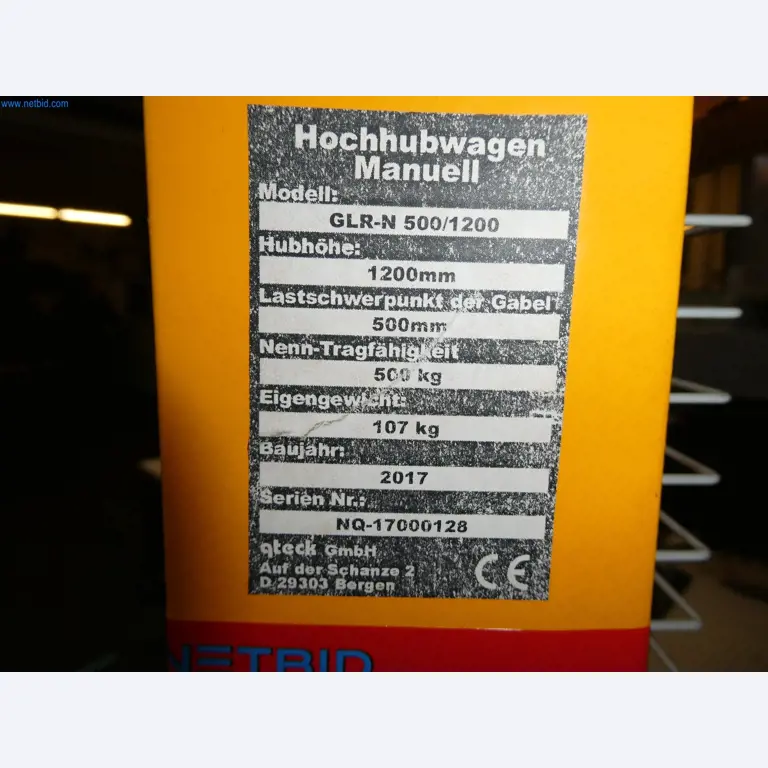 www.netbid.com
Hochhubwagen
Manuell
Modell:
GLR-N 500/1200
Hubhöhe:
1200mm
Lastschwerpunkt der Gabel
500mm
Nenn-Tragfähigkeit
500 kg
Eigengewicht:
107 kg
Baujahr:
2017
Serien Nr.:
NQ-17000128
qteck GmbH
Auf der Schanze 2
D 29303 Bergen
CE
NETBID